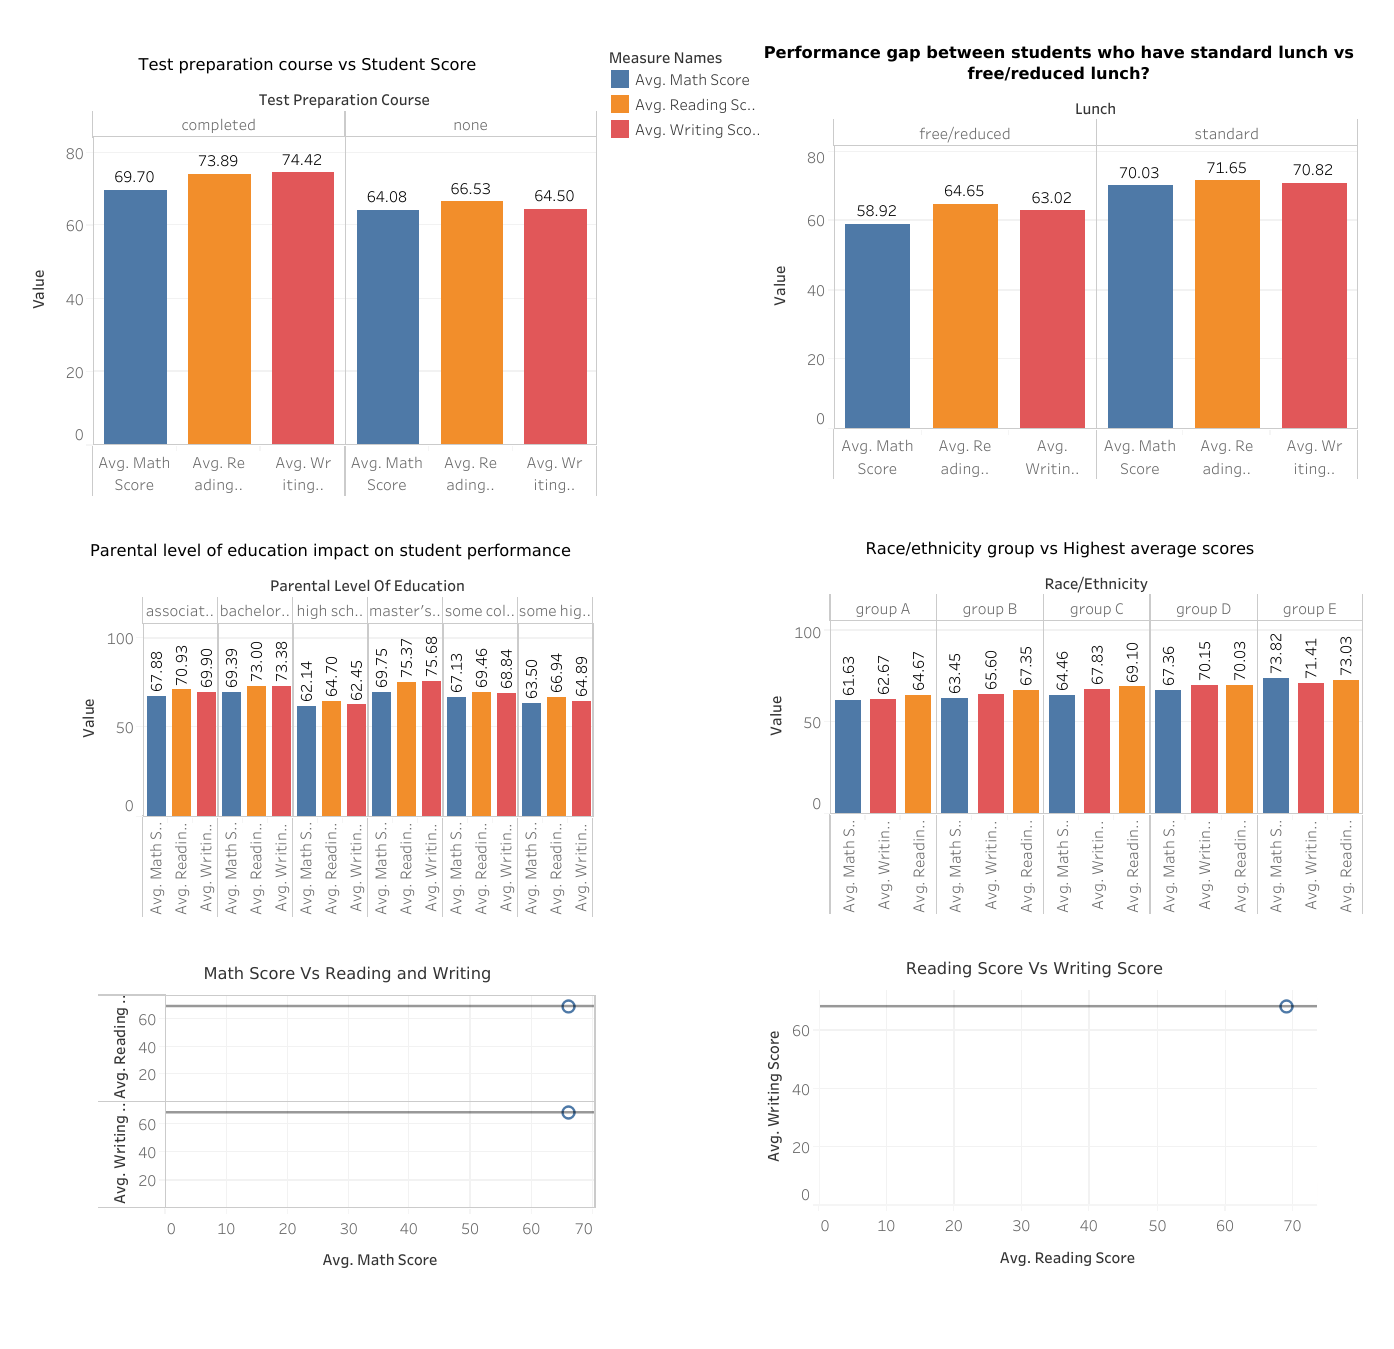 Test preparation course vs Student Score
Test Preparation Course
completed
none
80
60
40
20
0
Value
69.70
73.89
74.42
64.08
66.53
64.50
Avg. Math
Score
Avg. Re
ading..
Avg. Wr
iting..
Avg. Math
Score
Avg. Re
ading..
Avg. Wr
iting..
Measure Names
Avg. Math Score
Avg. Reading Sc..
Avg. Writing Sco..
Performance gap between students who have standard lunch vs
free/reduced lunch?
Lunch
free/reduced
standard
80
60
40
20
0
Value
58.92
64.65
63.02
70.03
71.65
70.82
Avg. Math
Score
Avg. Re
ading..
Avg.
Writin..
Avg. Math
Score
Avg. Re
ading..
Avg. Wr
iting..
Parental level of education impact on student performance
Parental Level Of Education
associat..
bachelor..
high sch..
master's..
some col..
some hig..
100
50
0
Value
67.88
70.93
69.90
69.39
73.00
73.38
62.14
64.70
62.45
69.75
75.37
75.68
67.13
69.46
68.84
63.50
66.94
64.89
Avg. Math S..
Avg. Readin..
Avg. Writin..
Avg. Math S..
Avg. Readin..
Avg. Writin..
Avg. Math S..
Avg. Readin..
Avg. Writin..
Avg. Math S..
Avg. Readin..
Avg. Writin..
Avg. Math S..
Avg. Readin..
Avg. Writin..
Avg. Math S..
Avg. Readin..
Avg. Writin..
Race/ethnicity group vs Highest average scores
Race/Ethnicity
group A
group B
group C
group D
group E
100
50
0
Value
61.63
62.67
64.67
63.45
65.60
67.35
64.46
67.83
69.10
67.36
70.15
70.03
73.82
71.41
73.03
Avg. Math S..
Avg. Writin..
Avg. Readin..
Avg. Math S..
Avg. Writin..
Avg. Readin..
Avg. Math S..
Avg. Writin..
Avg. Readin..
Avg. Math S..
Avg. Writin..
Avg. Readin..
Avg. Math S..
Avg. Writin..
Avg. Readin..
Math Score Vs Reading and Writing
Avg. Reading ..
60
40
20
Avg. Writing ..
60
40
20
0
10
20
30
40
50
60
70
Avg. Math Score
Reading Score Vs Writing Score
Avg. Writing Score
60
40
20
0
0
10
20
30
40
50
60
70
Avg. Reading Score